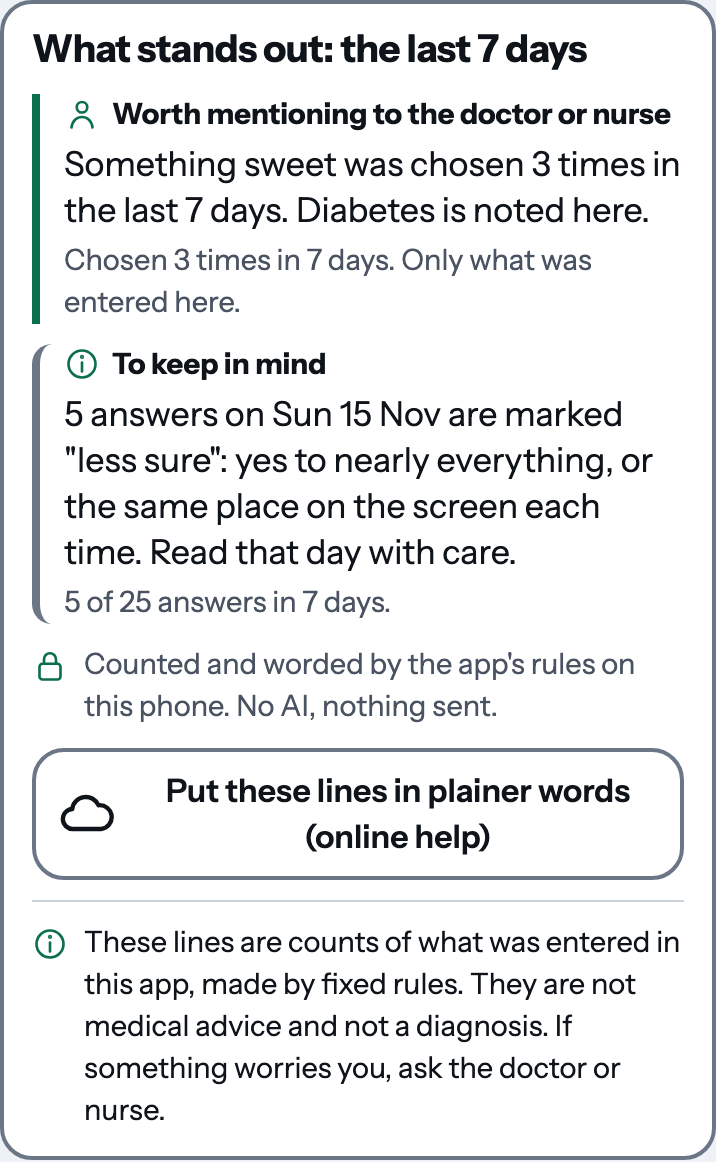 What stands out: the last 7 days
Worth mentioning to the doctor or nurse
Something sweet was chosen 3 times in
the last 7 days. Diabetes is noted here.
Chosen 3 times in 7 days. Only what was
entered here.
To keep in mind
5 answers on Sun 15 Nov are marked
"less sure": yes to nearly everything, or
the same place on the screen each
time. Read that day with care.
5 of 25 answers in 7 days.
Counted and worded by the app's rules on
this phone. No AI, nothing sent.
Put these lines in plainer words
(online help)
These lines are counts of what was entered in
this app, made by fixed rules. They are not
medical advice and not a diagnosis. If
something worries you, ask the doctor or
nurse.